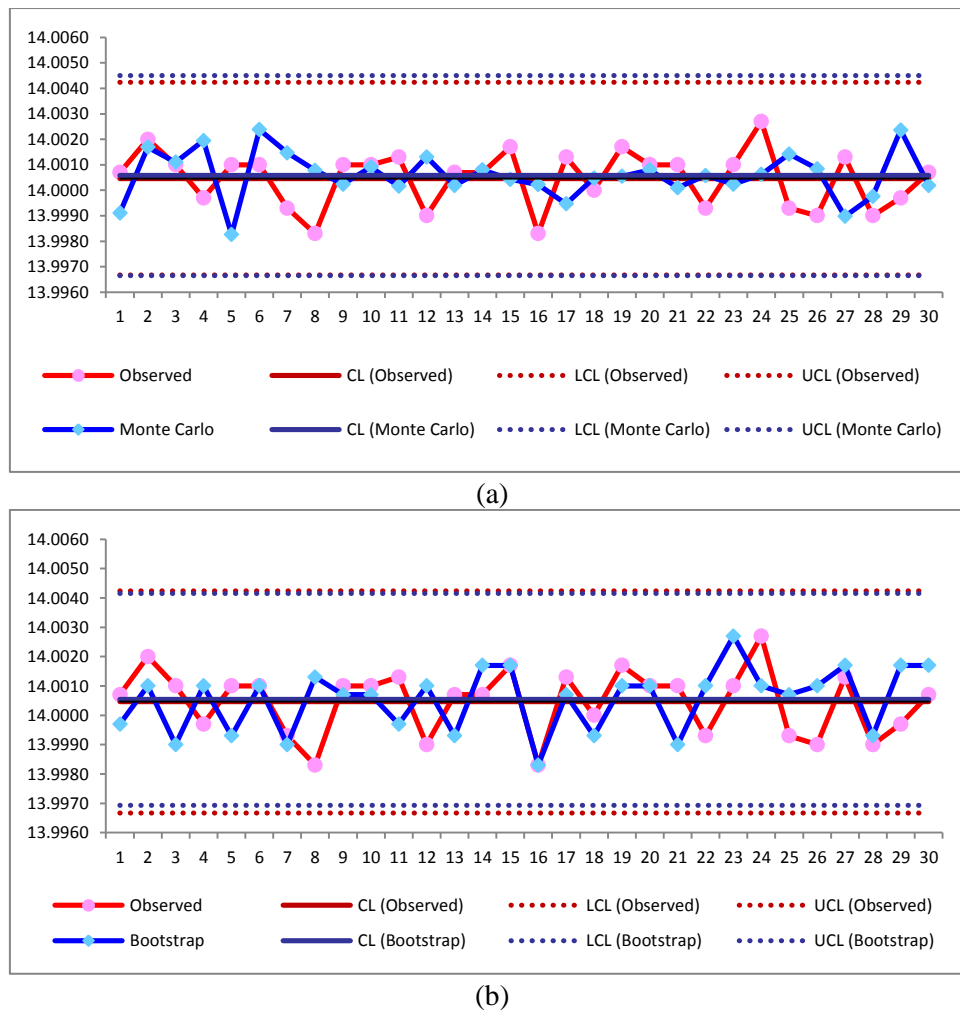 14.0060
14.0050
14.0040
14.0030
14.0020
14.0010
14.0000
13.9990
13.9980
13.9970
13.9960
1 2 3 4 5 6 7 8 9 10 11 12 13 14 15 16 17 18 19 20 21 22 23 24 25 26 27 28 29 30
Observed CL (Observed) LCL (Observed) UCL (Observed)
Monte Carlo CL (Monte Carlo) LCL (Monte Carlo) UCL (Monte Carlo)
(a)
14.0060
14.0050
14.0040
14.0030
14.0020
14.0010
14.0000
13.9990
13.9980
13.9970
13.9960
1 2 3 4 5 6 7 8 9 10 11 12 13 14 15 16 17 18 19 20 21 22 23 24 25 26 27 28 29 30
Observed CL (Observed) LCL (Observed) UCL (Observed)
Bootstrap CL (Bootstrap) LCL (Bootstrap) UCL (Bootstrap)
(b)